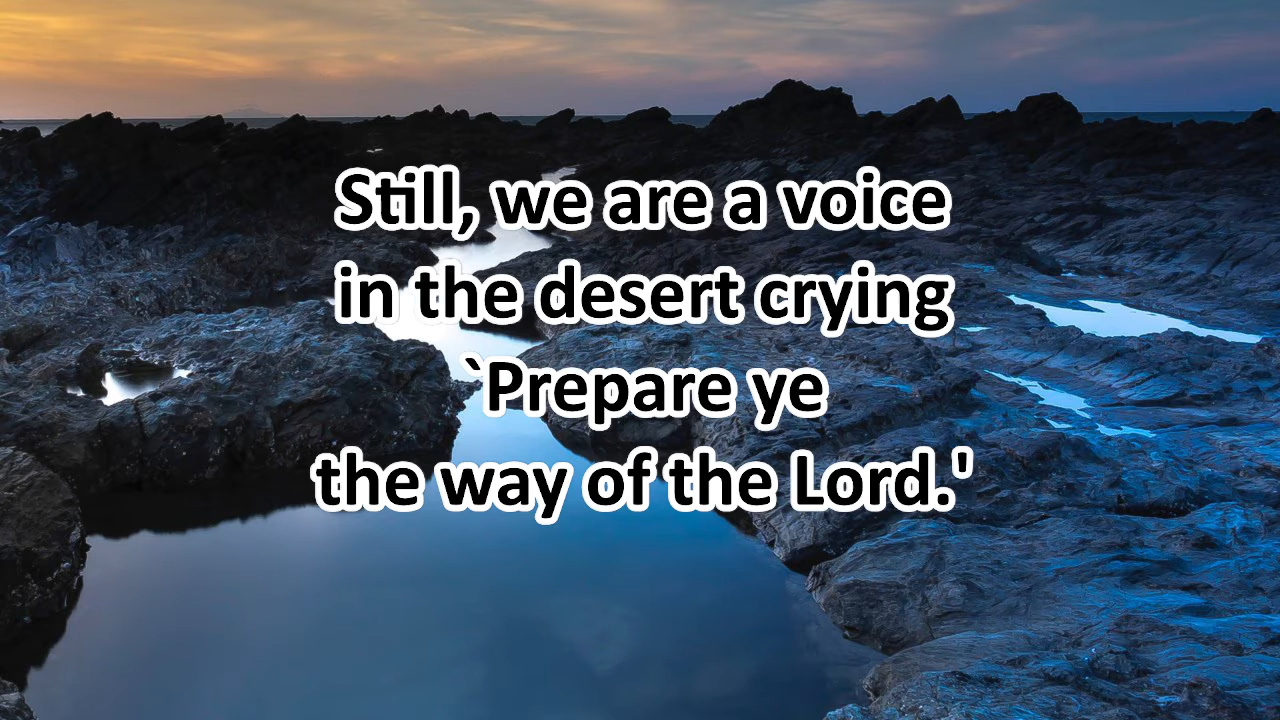 Still, we are a voice
in the desert crying
`Prepare ye
the way of the Lord.'